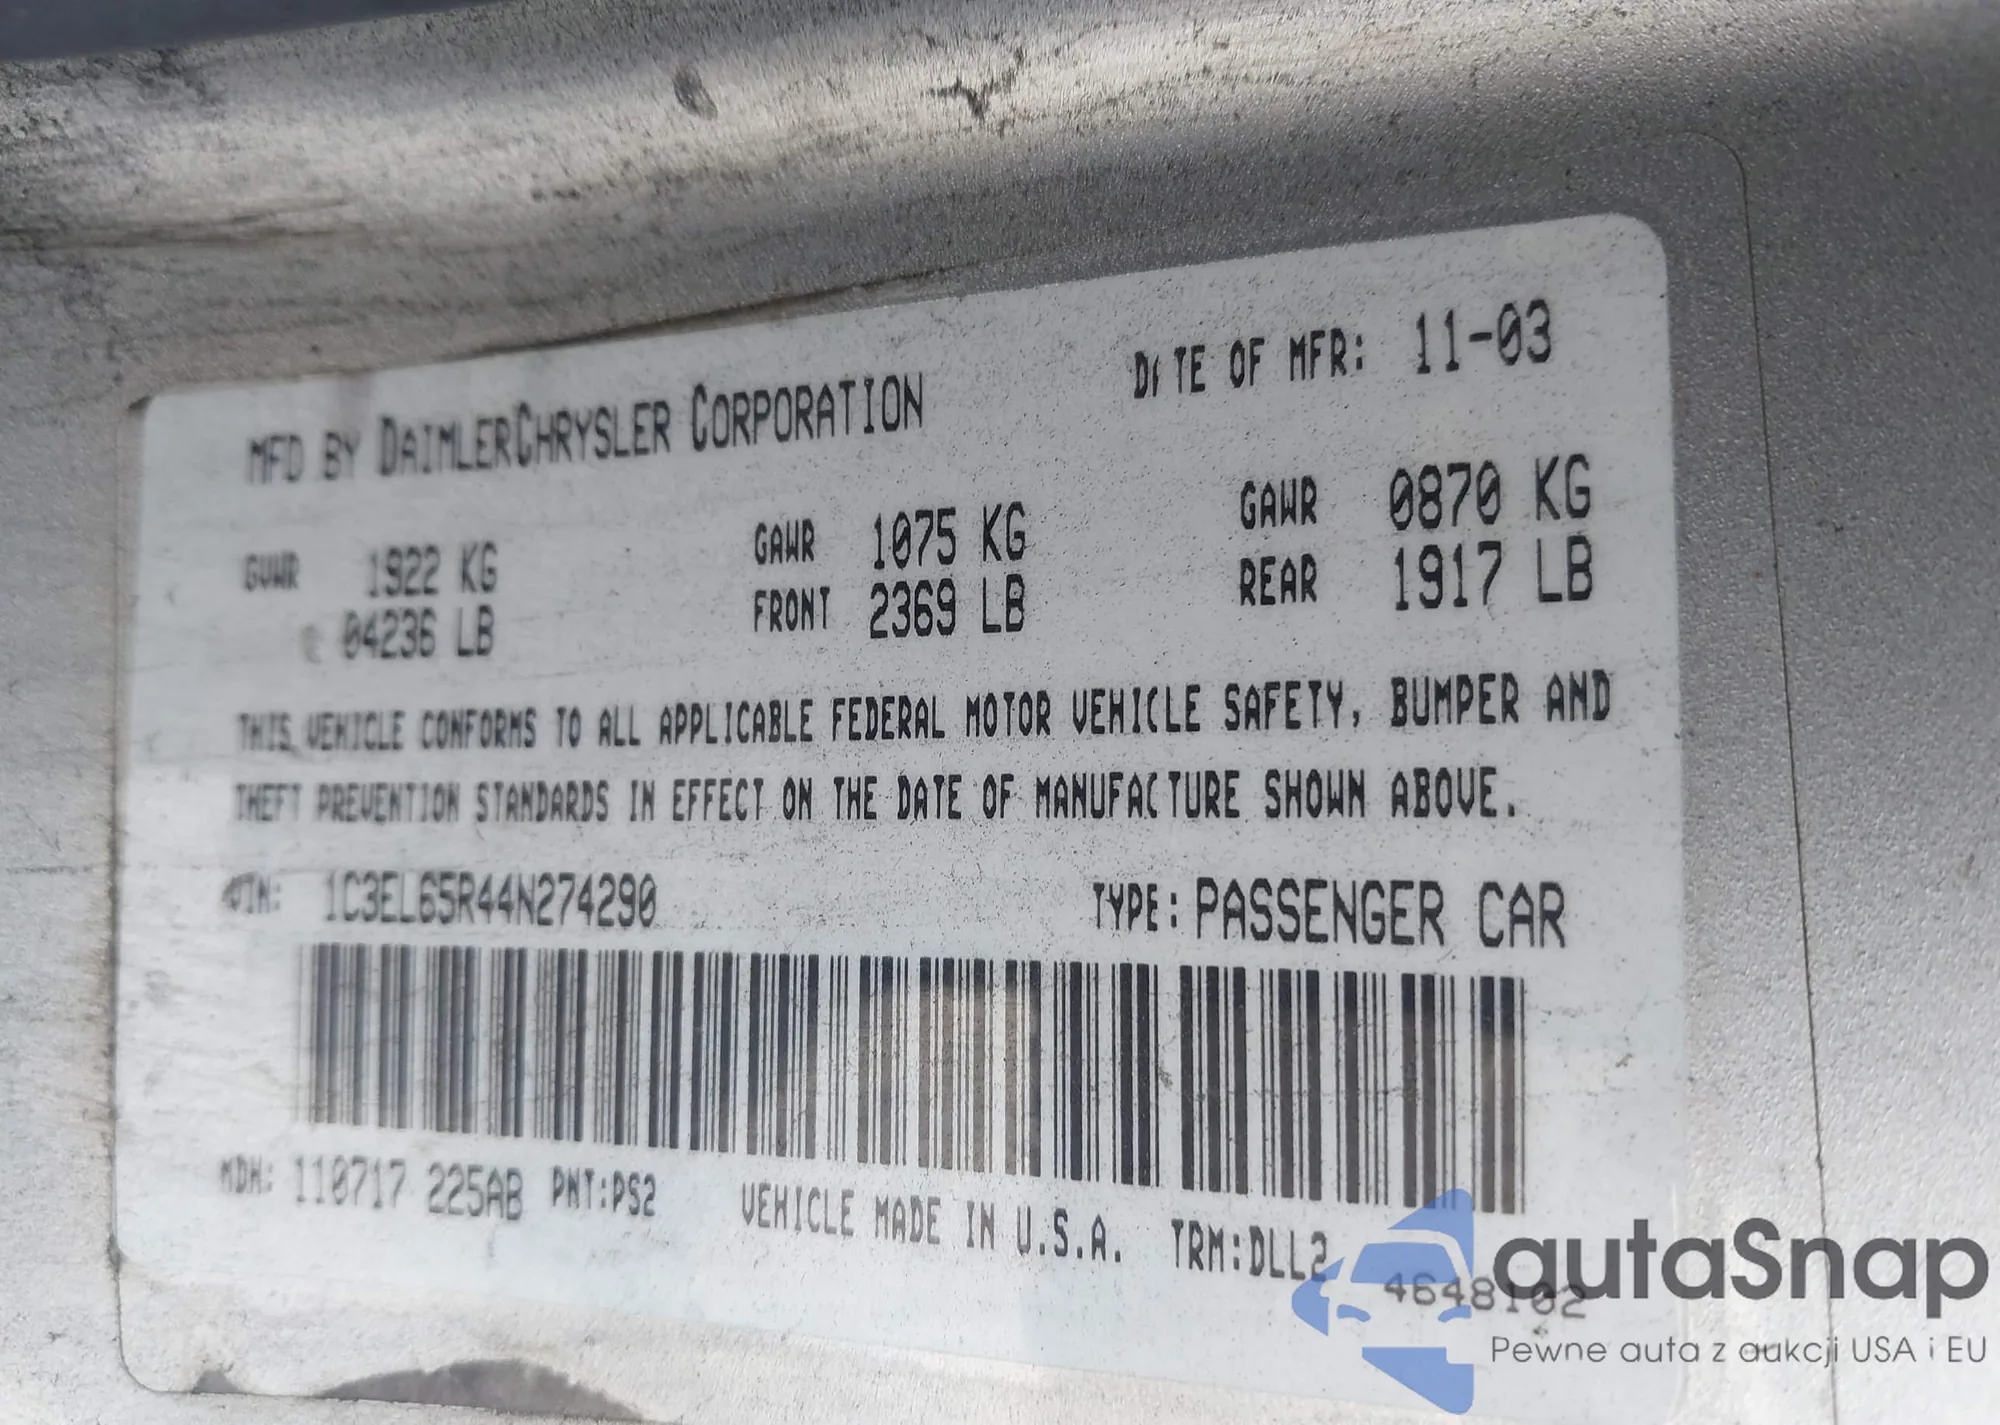 MFD BY DAIMLERCHRYSLER CORPORATION
DATE OF MFR: 11-03
GVWR 1922 KG
04236 LB
GAWR 1075 KG
FRONT 2369 LB
GAWR 0870 KG
REAR 1917 LB
THIS VEHICLE CONFORMS TO ALL APPLICABLE FEDERAL MOTOR VEHICLE SAFETY, BUMPER AND
THEFT PREVENTION STANDARDS IN EFFECT ON THE DATE OF MANUFACTURE SHOWN ABOVE.
VIN: 1C3EL65R44N274290
TYPE: PASSENGER CAR
MDH: 110717 225AB PNT:PS2 VEHICLE MADE IN U.S.A. TRM:DLL2
4648102
autaSnap
Pewne auta z aukcji USA i EU